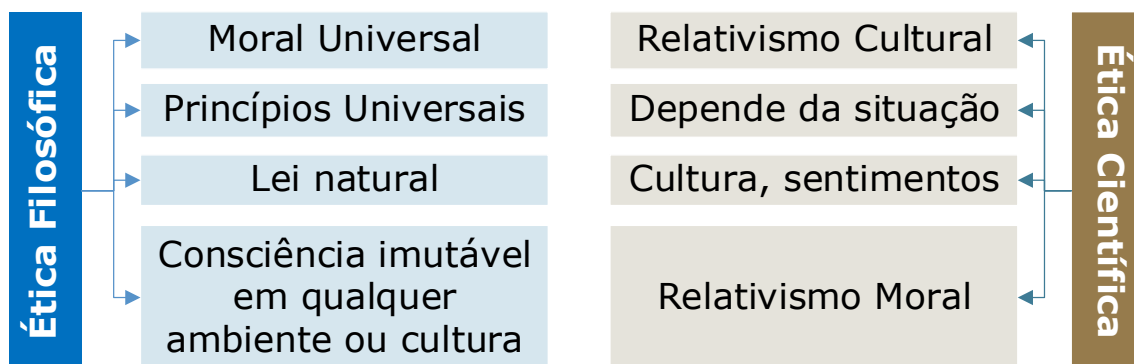 Ética Filosófica
Moral Universal
Princípios Universais
Lei natural
Consciência imutável
em qualquer
ambiente ou cultura
Relativismo Cultural
Depende da situação
Cultura, sentimentos
Relativismo Moral
Ética Científica